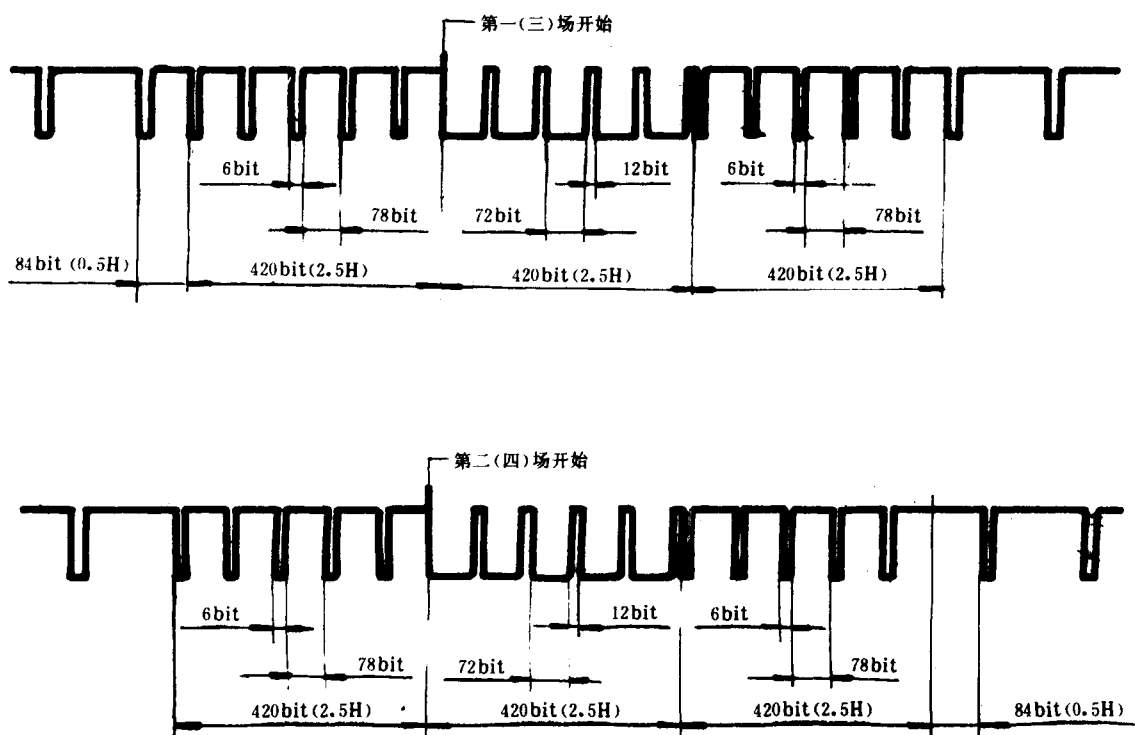 第一(三)场开始
6bit
12bit
6bit
78bit
72bit
78bit
84bit(0.5H)
420bit(2.5H)
420bit(2.5H)
420bit(2.5H)
第二(四)场开始
6bit
12bit
6bit
78bit
72bit
78bit
420bit(2.5H)
420bit(2.5H)
420bit(2.5H)
84bit(0.5H)